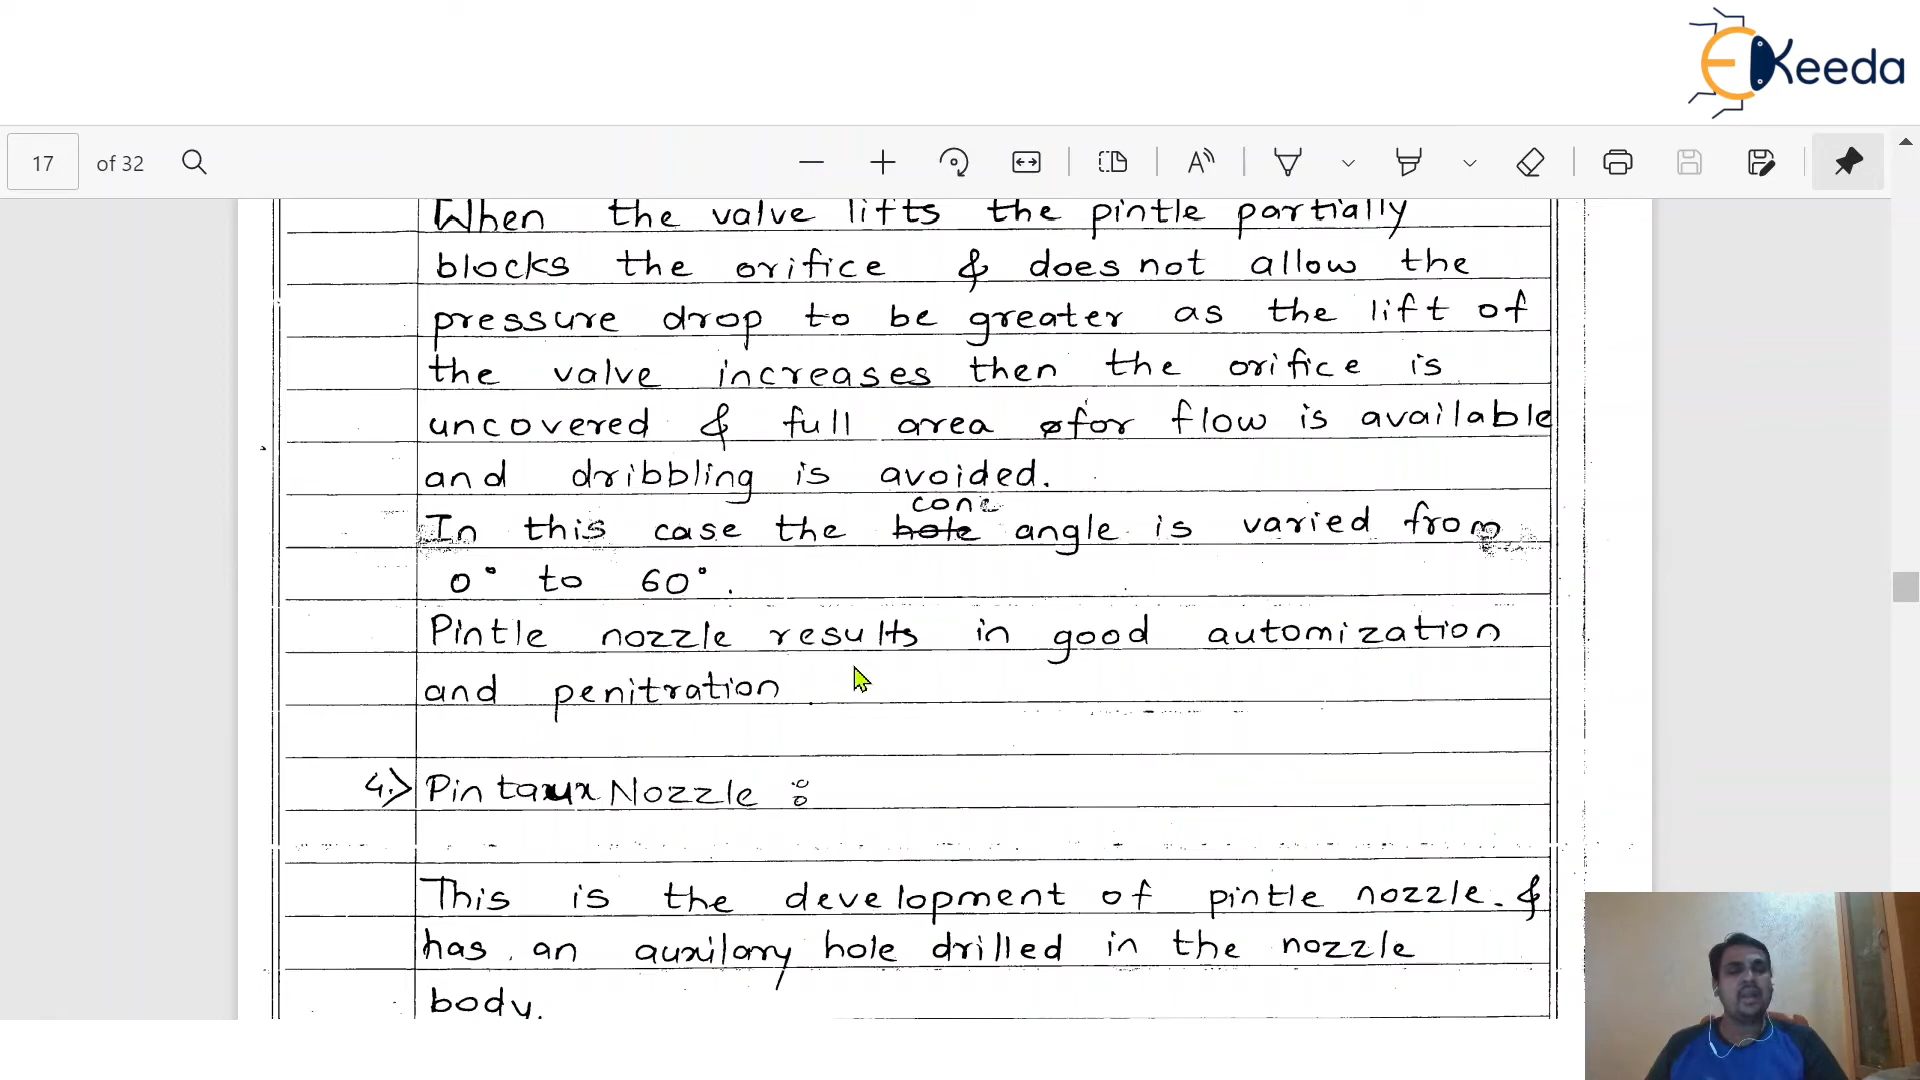 EKeeda
17 of 32
When the valve lifts the pintle partially
blocks the orifice & does not allow the
pressure drop to be greater as the lift of
the valve increases then the orifice is
uncovered & full area for flow is available
and dribbling is avoided.
cone
In this case the hole angle is varied from
0° to 60°.
Pintle nozzle results in good automization
and penitration.
4.) Pintaux Nozzle :
This is the development of pintle nozzle. &
has an auxilary hole drilled in the nozzle
body.